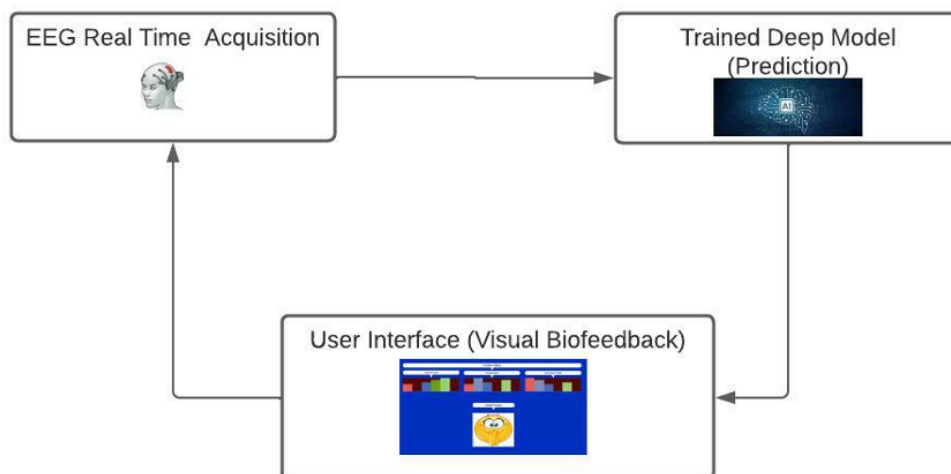 EEG Real Time  Acquisition
Trained Deep Model
(Prediction)
AI
User Interface (Visual Biofeedback)